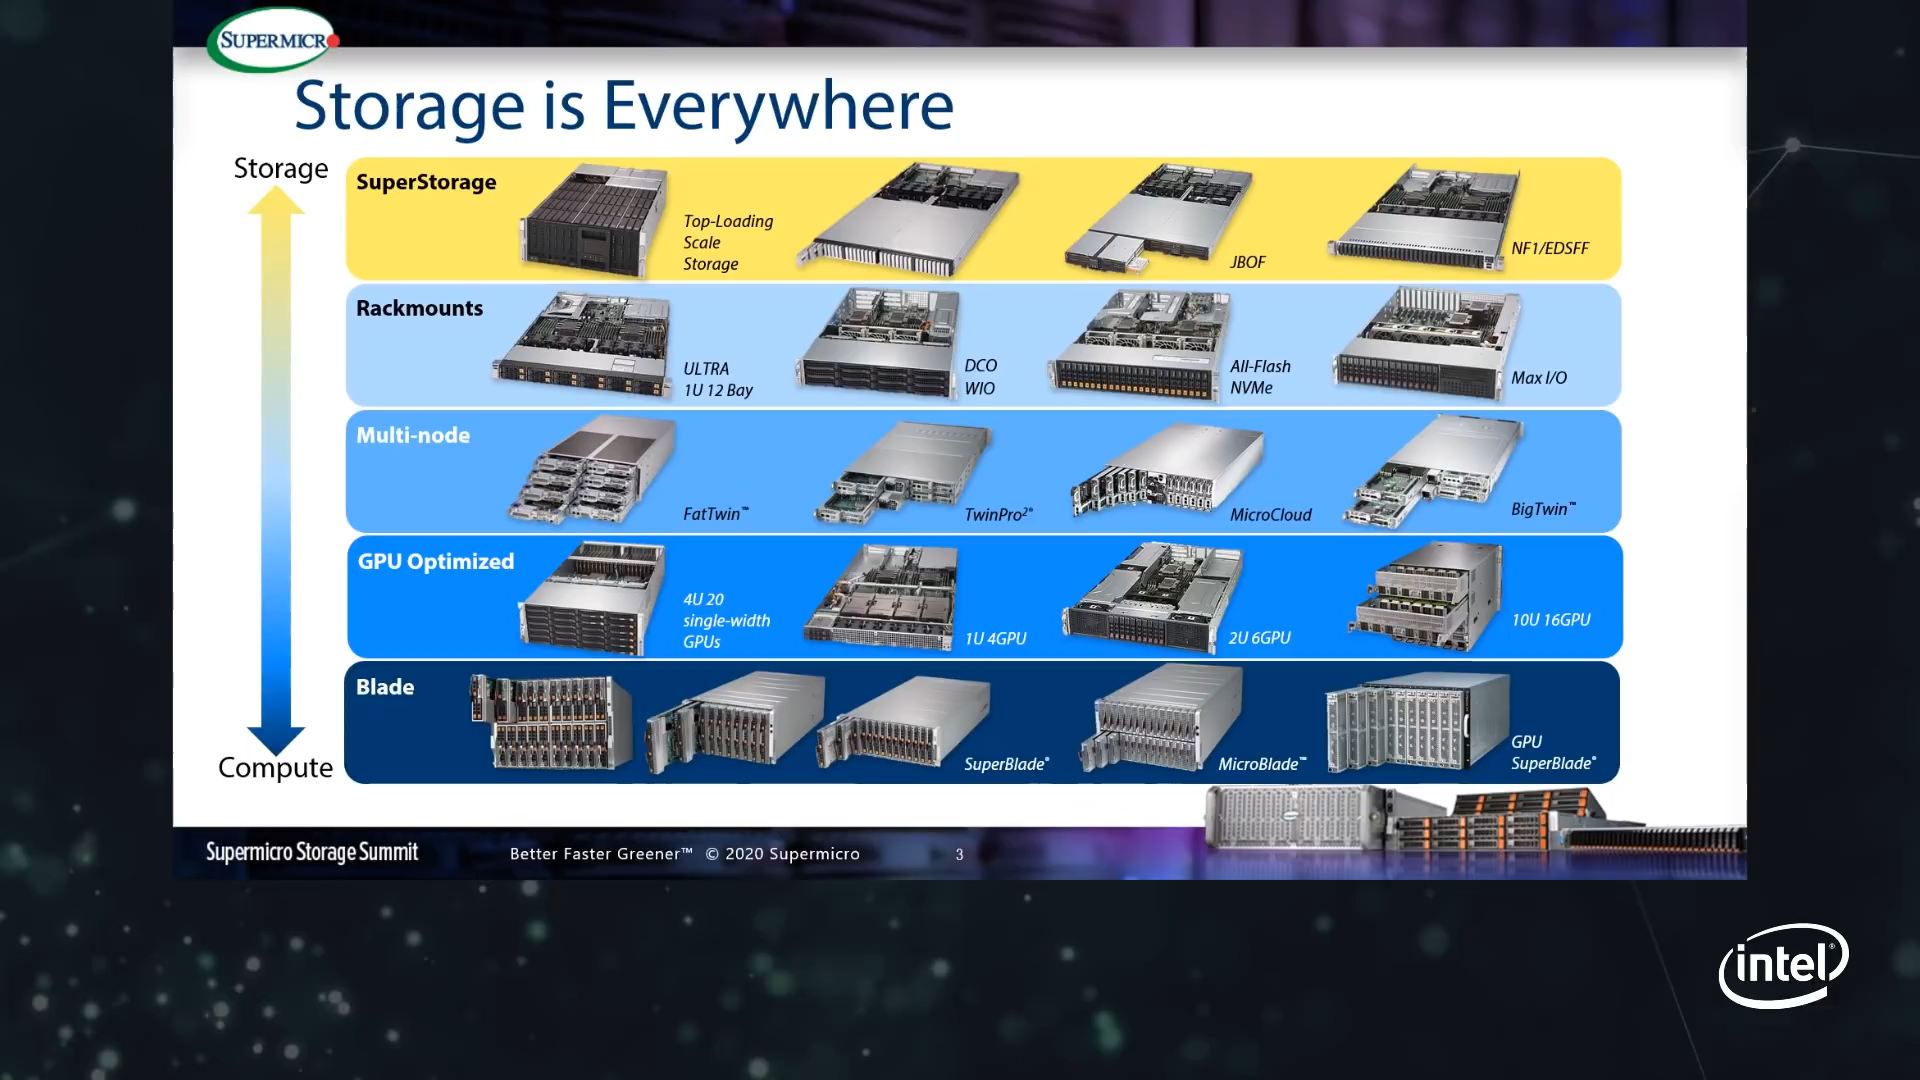 SUPERMICR
Storage is Everywhere
Storage
SuperStorage
Top-Loading
Scale
Storage
JBOF
NF1/EDSFF
Rackmounts
ULTRA
1U 12 Bay
DCO
WIO
All-Flash
NVMe
Max I/O
Multi-node
FatTwin™
TwinPro²®
MicroCloud
BigTwin™
GPU Optimized
4U 20
single-width
GPUs
1U 4GPU
2U 6GPU
10U 16GPU
Blade
SuperBlade®
MicroBlade™
GPU
SuperBlade®
Compute
Supermicro Storage Summit
Better Faster Greener™ © 2020 Supermicro
3
intel®